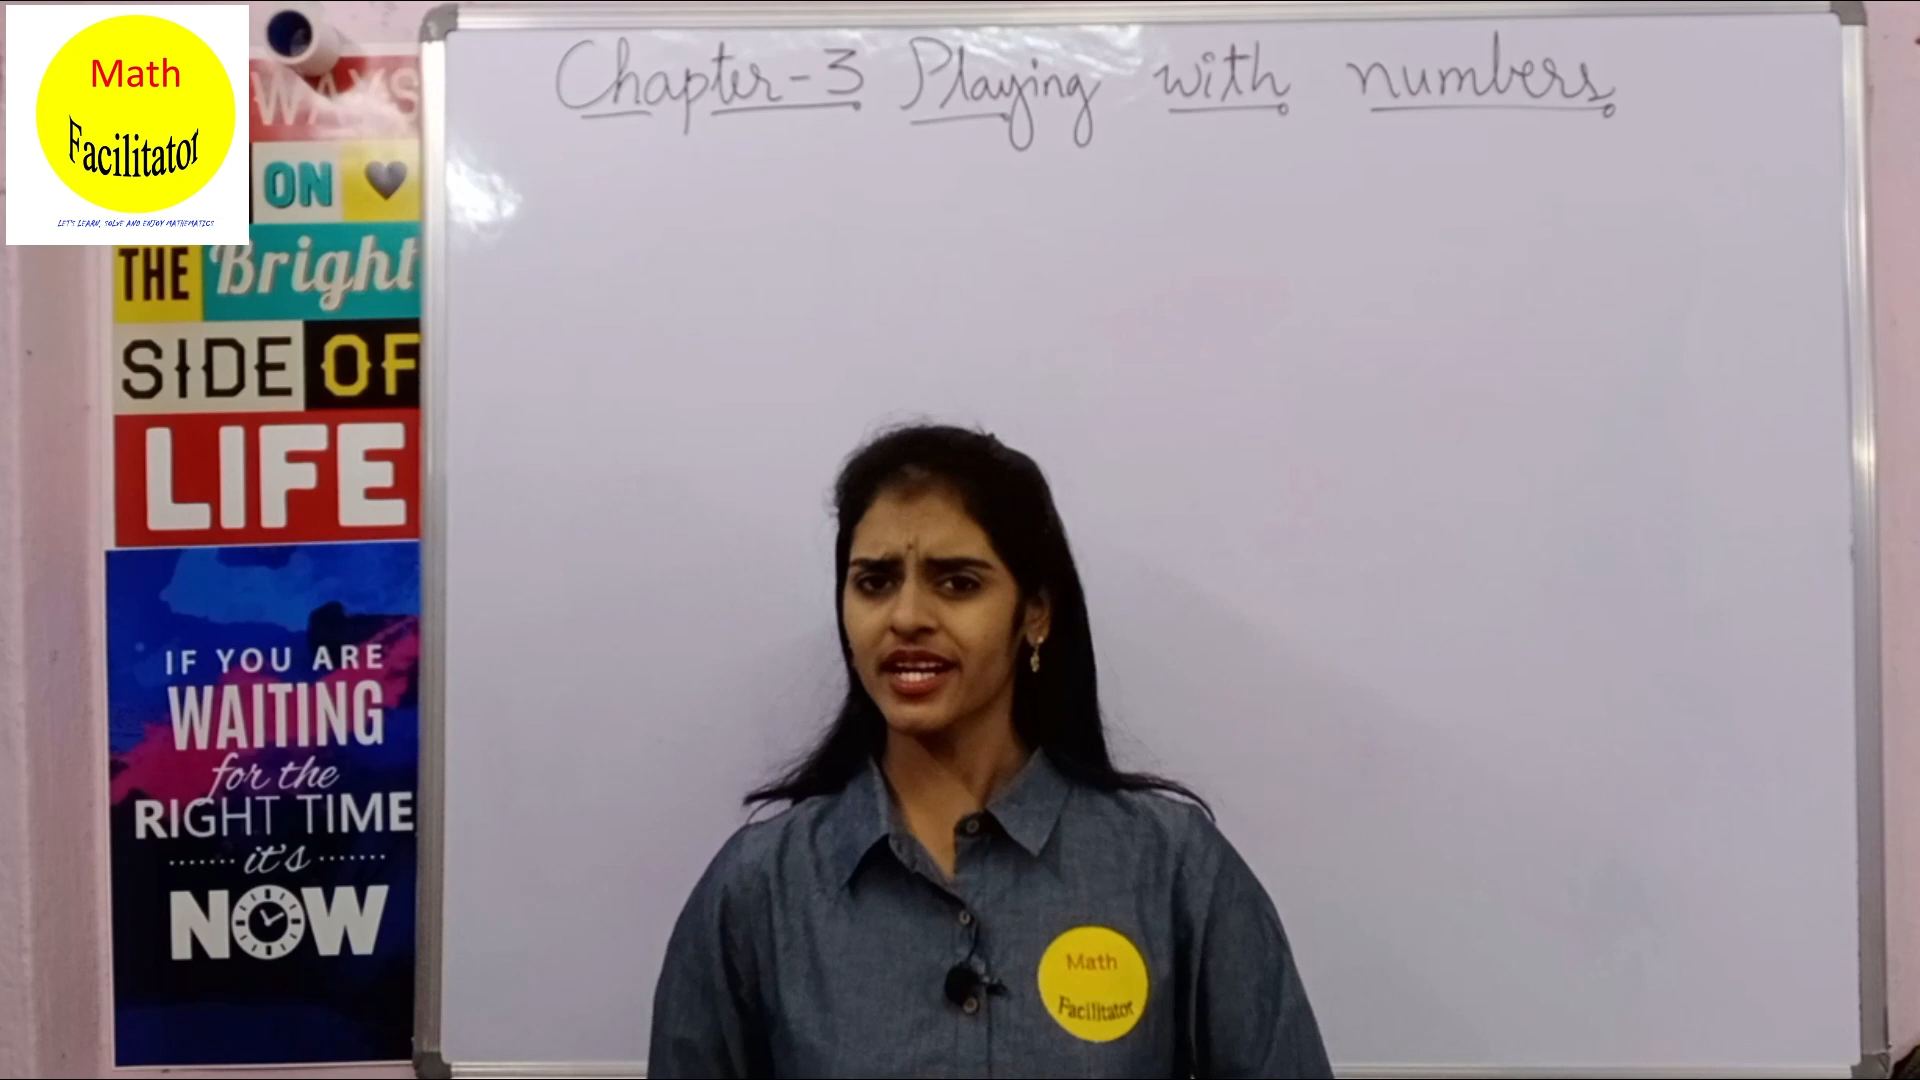 Math
Facilitator
LET'S LEARN, SOLVE AND ENJOY MATHEMATICS
Chapter-3 Playing with numbers
WAYS
ON
THE Bright
SIDE OF
LIFE
IF YOU ARE
WAITING
for the
RIGHT TIME
it's
NOW
Math
Facilitator